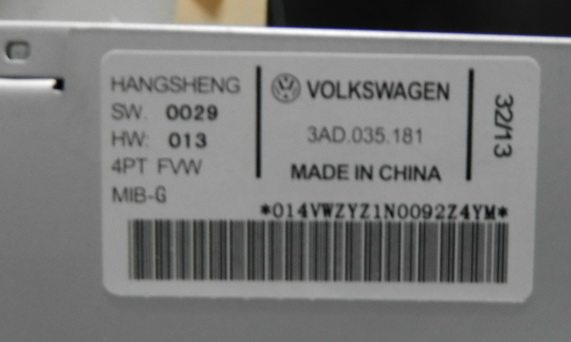 HANGSHENG
SW. 0029
HW: 013
4PT FVW
MIB-G
VOLKSWAGEN
3AD.035.181
MADE IN CHINA
32/13
*014VWZYZ1N0092Z4YM*